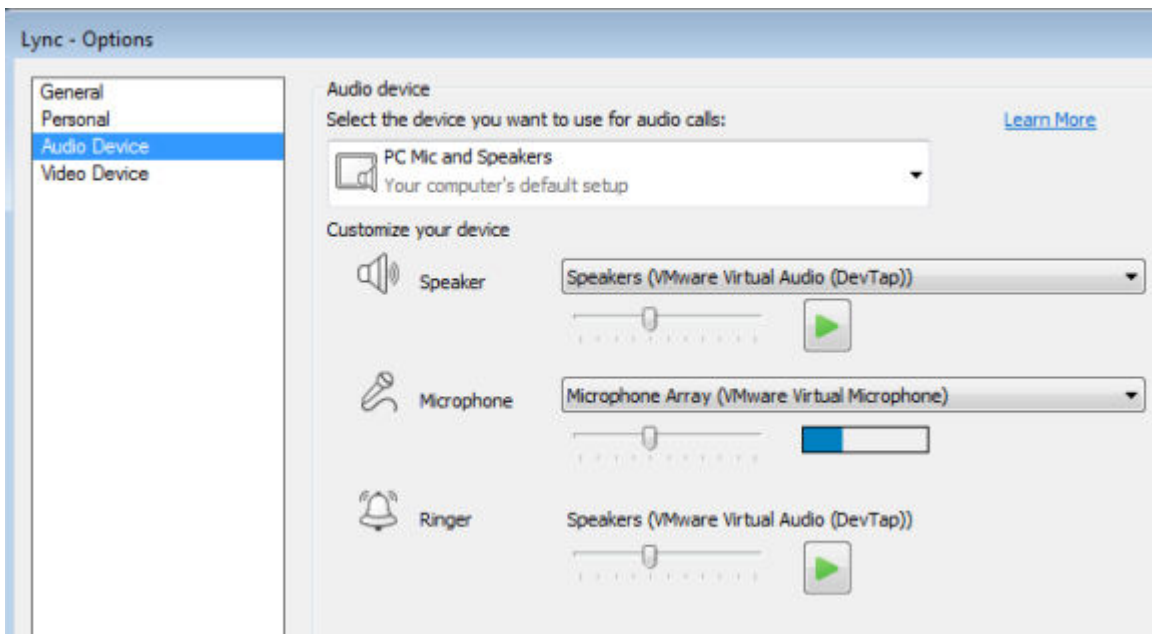 Lync - Options
General
Personal
Audio Device
Video Device
Audio device
Select the device you want to use for audio calls:
Learn More
PC Mic and Speakers
Your computer's default setup
Customize your device
Speaker
Speakers (VMware Virtual Audio (DevTap))
Microphone
Microphone Array (VMware Virtual Microphone)
Ringer
Speakers (VMware Virtual Audio (DevTap))